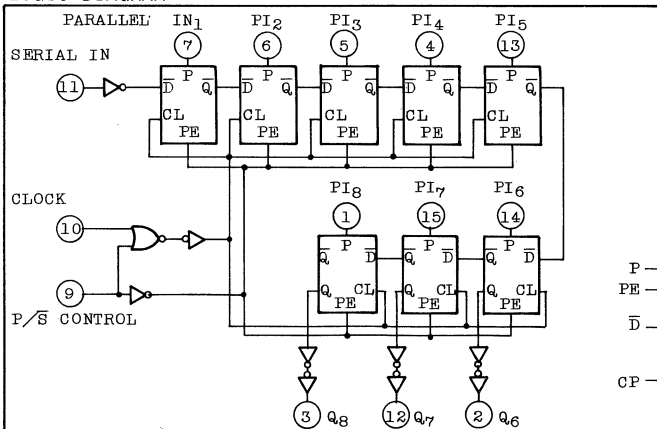 PARALLEL IN1 PI2 PI3 PI4 PI5
7 6 5 4 13
SERIAL IN
11
P P P P P
D̅ Q̅ D̅ Q̅ D̅ Q̅ D̅ Q̅ D̅ Q̅
CL CL CL CL CL
PE PE PE PE PE
CLOCK
PI8 PI7 PI6
10
1 15 14
P P P
Q̅ D̅ Q̅ D̅ Q̅ D̅
Q CL Q CL Q CL
PE PE PE
9
P/S̅ CONTROL
3 Q8 12 Q7 2 Q6
P
PE
D̅
CP